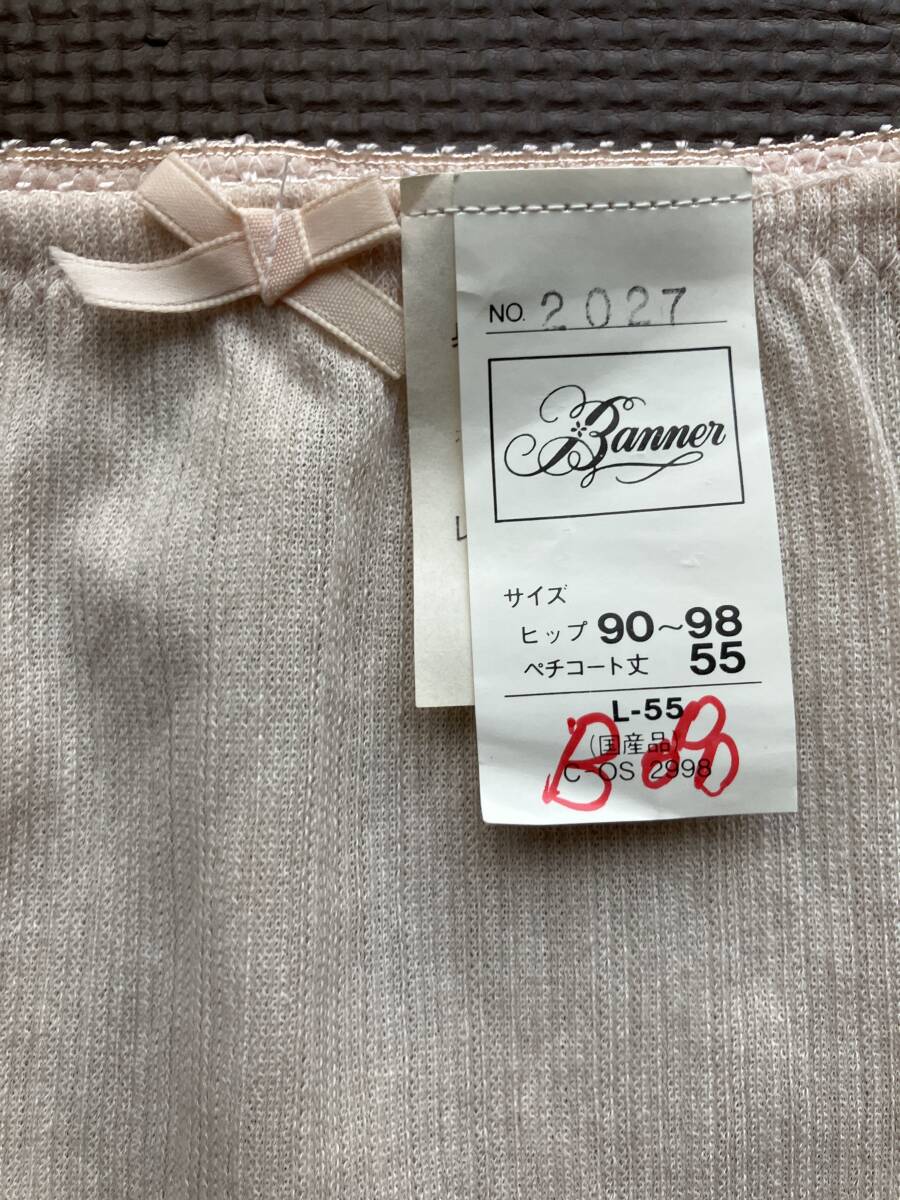 NO. 2027
Banner
サイズ
ヒップ 90~98
ペチコート丈 55
L-55
(国産品)
C-OS 2998
L